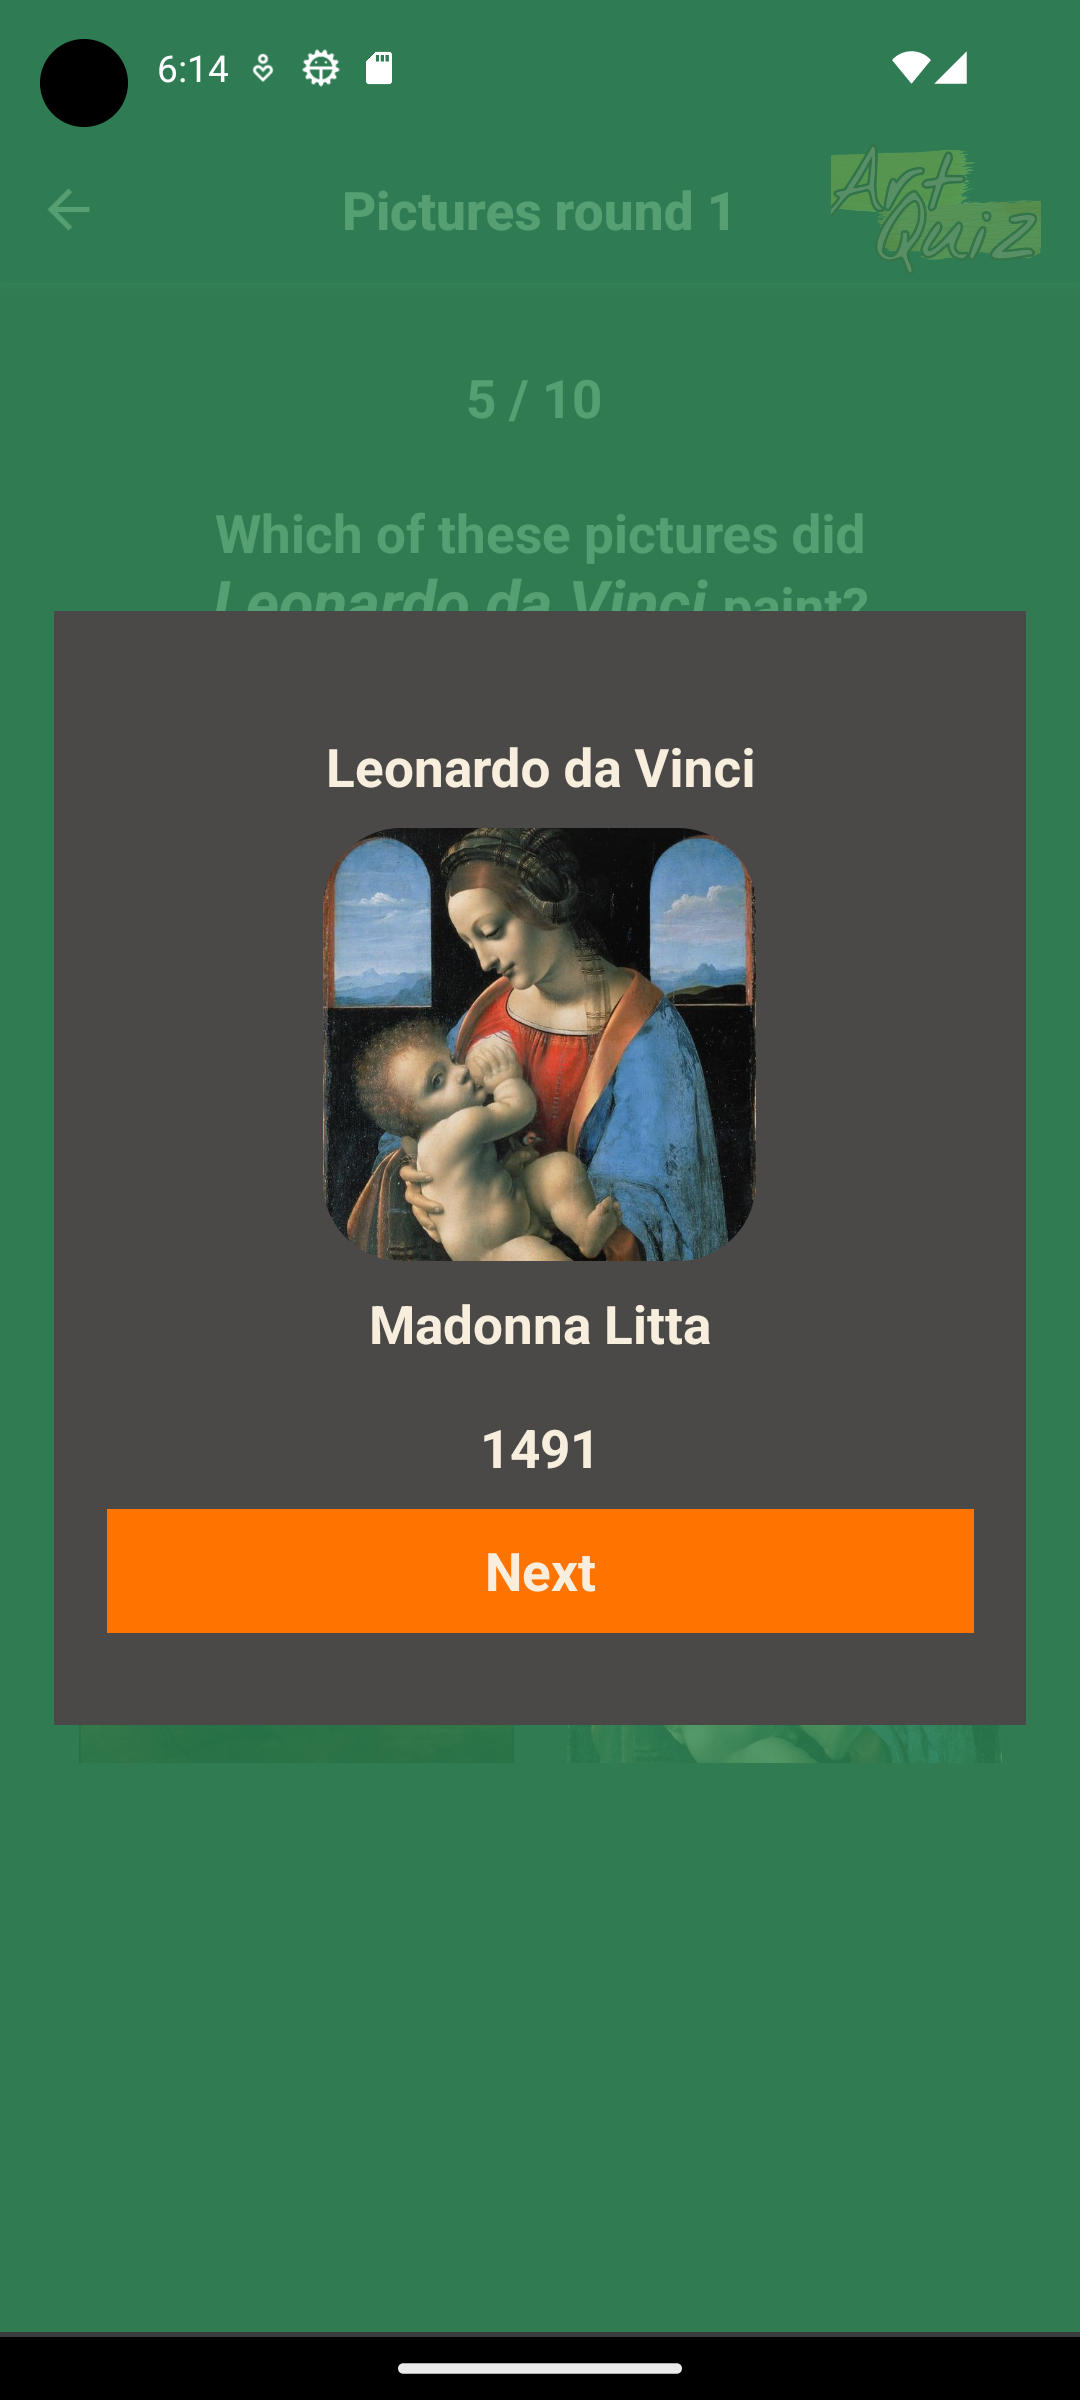 6:14
Pictures round 1
Art
Quiz
5 / 10
Which of these pictures did
Leonardo da Vinci paint?
Leonardo da Vinci
Madonna Litta
1491
Next